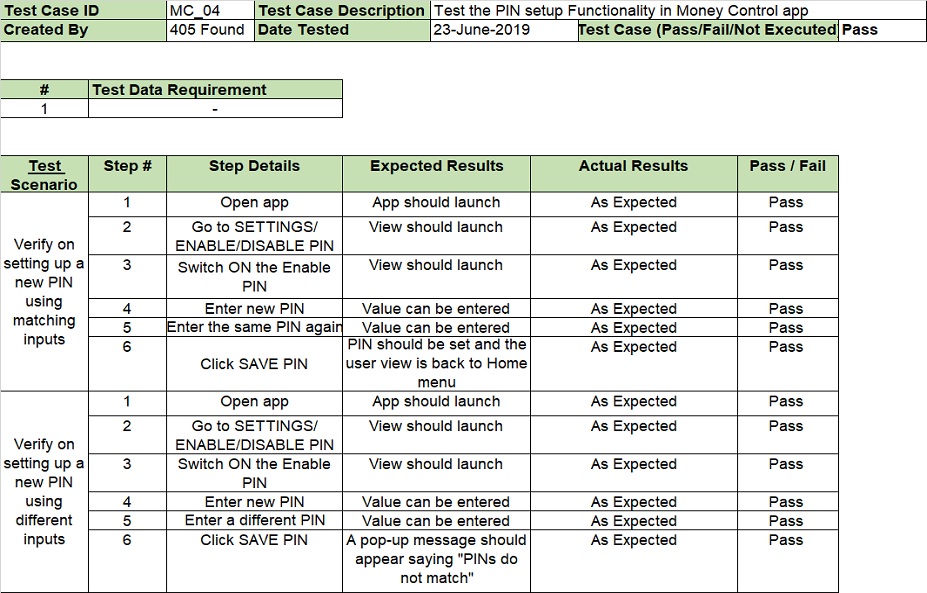 Test Case ID MC_04 Test Case Description Test the PIN setup Functionality in Money Control app
Created By 405 Found Date Tested 23-June-2019 Test Case (Pass/Fail/Not Executed Pass
# Test Data Requirement
1 -
Test Scenario Step # Step Details Expected Results Actual Results Pass / Fail
Verify on setting up a new PIN using matching inputs
1 Open app App should launch As Expected Pass
2 Go to SETTINGS/ ENABLE/DISABLE PIN View should launch As Expected Pass
3 Switch ON the Enable PIN View should launch As Expected Pass
4 Enter new PIN Value can be entered As Expected Pass
5 Enter the same PIN again Value can be entered As Expected Pass
6 Click SAVE PIN PIN should be set and the user view is back to Home menu As Expected Pass
Verify on setting up a new PIN using different inputs
1 Open app App should launch As Expected Pass
2 Go to SETTINGS/ ENABLE/DISABLE PIN View should launch As Expected Pass
3 Switch ON the Enable PIN View should launch As Expected Pass
4 Enter new PIN Value can be entered As Expected Pass
5 Enter a different PIN Value can be entered As Expected Pass
6 Click SAVE PIN A pop-up message should appear saying "PINs do not match" As Expected Pass